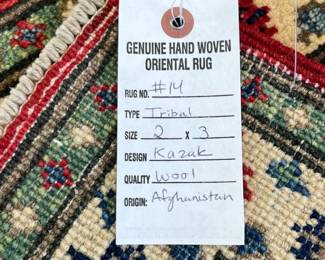 GENUINE HAND WOVEN
ORIENTAL RUG
RUG NO. #14
TYPE Tribal
SIZE 2 X 3
DESIGN Kazak
QUALITY Wool
ORIGIN: Afghanistan